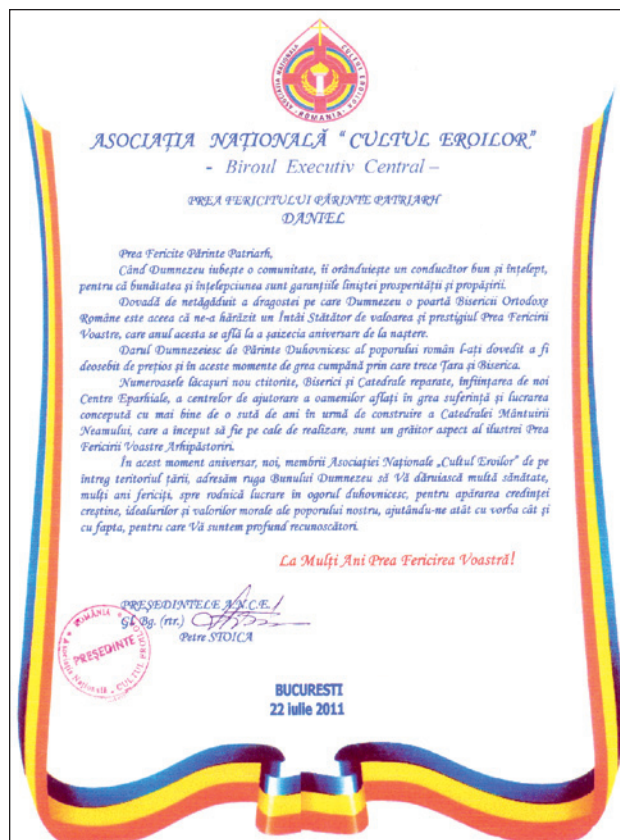 ASOCIAȚIA NAȚIONALĂ CULTUL EROILOR
· ROMÂNIA ·
ASOCIAȚIA NAȚIONALĂ “CULTUL EROILOR”
- Biroul Executiv Central –
PREA FERICITULUI PĂRINTE PATRIARH
DANIEL
Prea Fericite Părinte Patriarh,
Când Dumnezeu iubește o comunitate, îi orânduiește un conducător bun și înțelept,
pentru că bunătatea și înțelepciunea sunt garanțiile liniștei prosperității și propășirii.
Dovadă de netăgăduit a dragostei pe care Dumnezeu o poartă Bisericii Ortodoxe
Române este aceea că ne-a hărăzit un Întâi Stătător de valoarea și prestigiul Prea Fericirii
Voastre, care anul acesta se află la a șaizecia aniversare de la naștere.
Darul Dumnezeiesc de Părinte Duhovnicesc al poporului român l-ați dovedit a fi
deosebit de prețios și în aceste momente de grea cumpănă prin care trece Țara și Biserica.
Numeroasele lăcașuri nou ctitorite, Biserici și Catedrale reparate, înființarea de noi
Centre Eparhiale, a centrelor de ajutorare a oamenilor aflați în grea suferință și lucrarea
concepută cu mai bine de o sută de ani în urmă de construire a Catedralei Mântuirii
Neamului, care a început să fie pe cale de realizare, sunt un grăitor aspect al ilustrei Prea
Fericirii Voastre Arhipăstoriri.
În acest moment aniversar, noi, membrii Asociației Naționale „Cultul Eroilor” de pe
întreg teritoriul țării, adresăm ruga Bunului Dumnezeu să Vă dăruiască multă sănătate,
mulți ani fericiți, spre rodnică lucrare în ogorul duhovnicesc, pentru apărarea credinței
creștine, idealurilor și valorilor morale ale poporului nostru, ajutându-ne atât cu vorba cât și
cu fapta, pentru care Vă suntem profund recunoscători.
La Mulți Ani Prea Fericirea Voastră!
PREȘEDINTELE A.N.C.E.
Gl. Bg. (rtr.)
Petre STOICA
* ROMÂNIA *
PREȘEDINTE
Asociația Națională - CULTUL EROILOR
BUCURESTI
22 iulie 2011